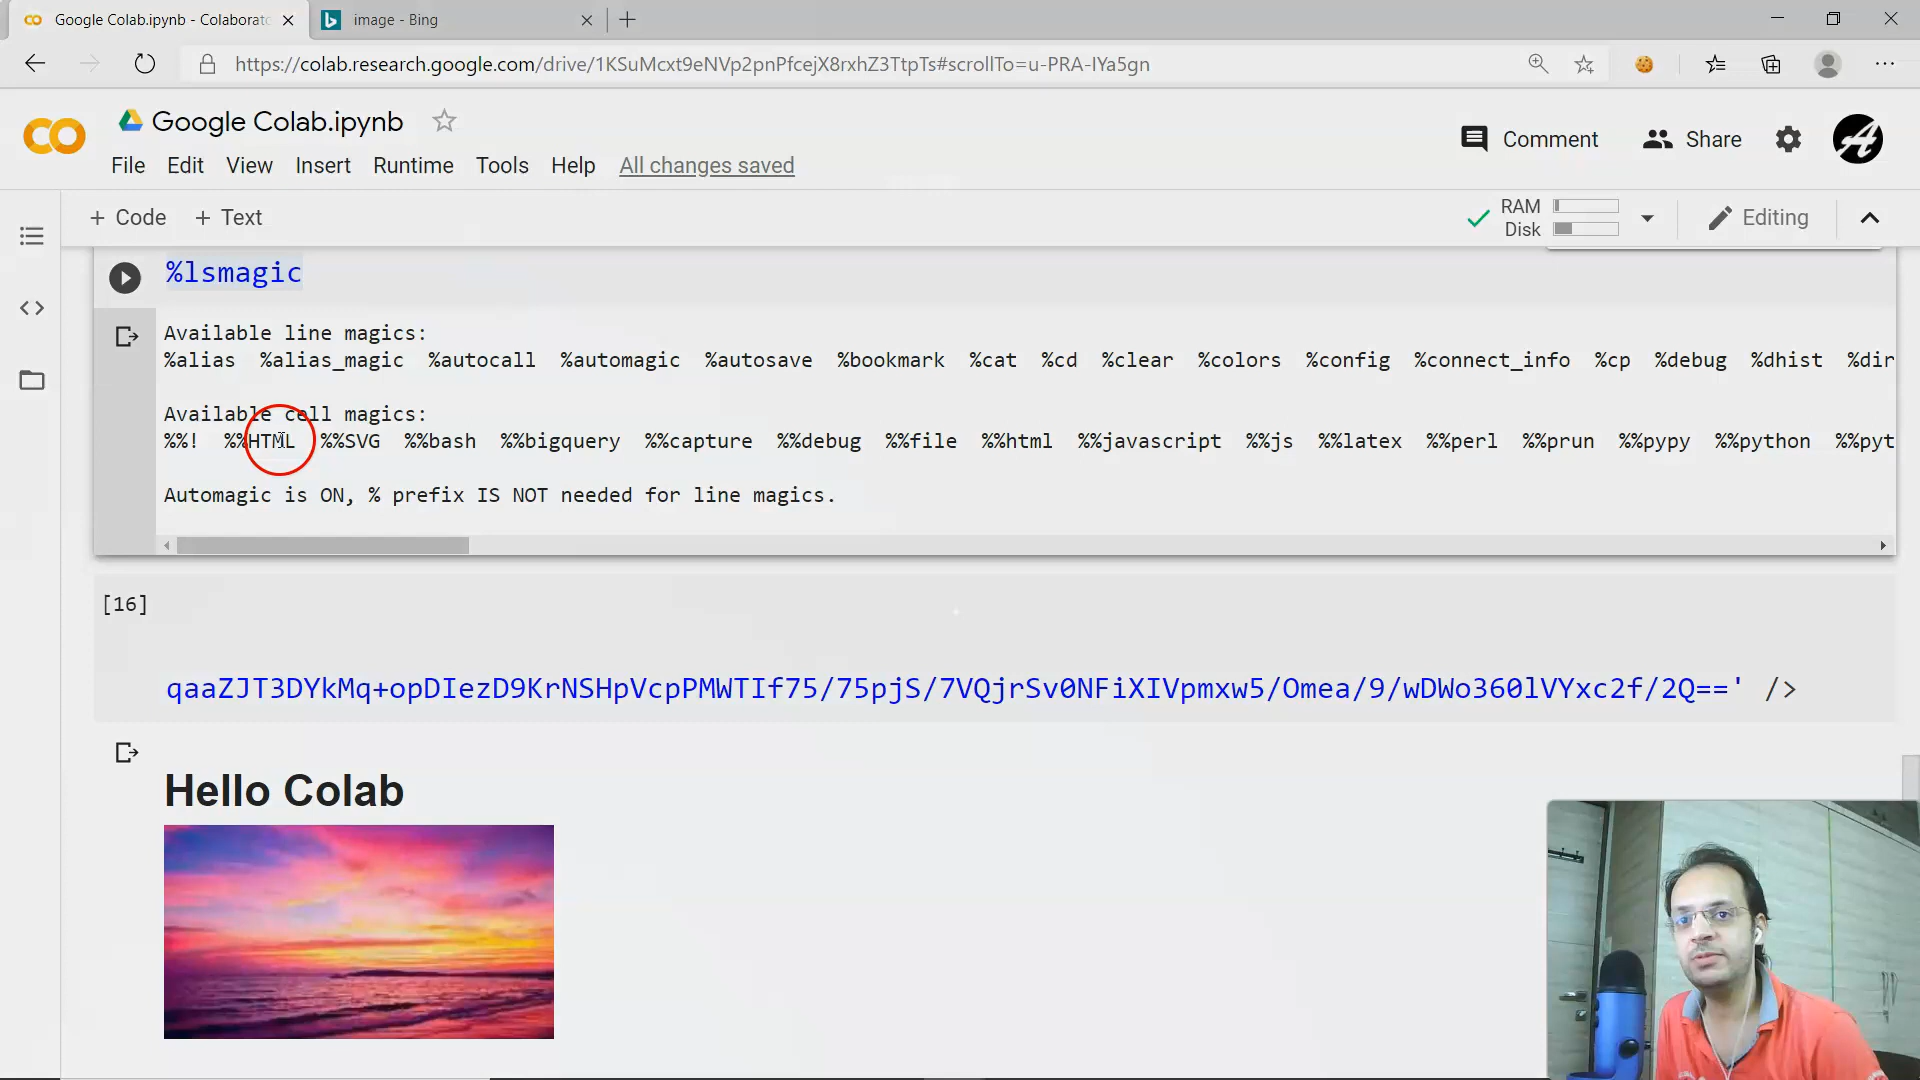 Google Colab.ipynb - Colaborato
image - Bing
https://colab.research.google.com/drive/1KSuMcxt9eNVp2pnPfcejX8rxhZ3TtpTs#scrollTo=u-PRA-IYa5gn
Google Colab.ipynb
Comment Share
File Edit View Insert Runtime Tools Help All changes saved
+ Code + Text
RAM
Disk
Editing
%lsmagic
Available line magics:
%alias %alias_magic %autocall %automagic %autosave %bookmark %cat %cd %clear %colors %config %connect_info %cp %debug %dhist %dir
Available cell magics:
%%! %%HTML %%SVG %%bash %%bigquery %%capture %%debug %%file %%html %%javascript %%js %%latex %%perl %%prun %%pypy %%python %%pyt
Automagic is ON, % prefix IS NOT needed for line magics.
[16]
qaaZJT3DYkMq+opDIezD9KrNSHpVcpPMWTIf75/75pjS/7VQjrSv0NFiXIVpmxw5/Omea/9/wDWo360lVYxc2f/2Q==' />
Hello Colab